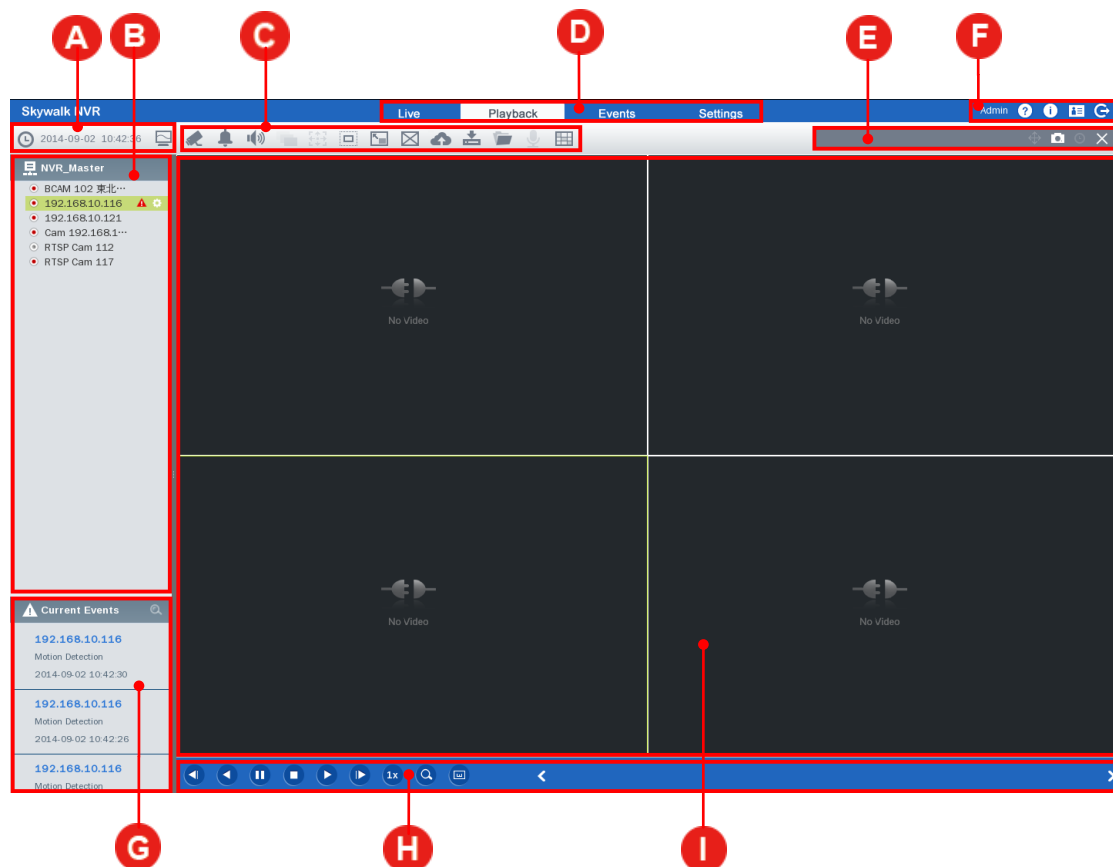 A
B
C
D
E
F
Skywalk NVR
Live
Playback
Events
Settings
Admin
2014-09-02 10:42:36
NVR_Master
BCAM 102 東北…
192.168.10.116
192.168.10.121
Cam 192.168.1…
RTSP Cam 112
RTSP Cam 117
No Video
No Video
No Video
No Video
Current Events
192.168.10.116
Motion Detection
2014-09-02 10:42:30
192.168.10.116
Motion Detection
2014-09-02 10:42:26
192.168.10.116
Motion Detection
1x
G
H
I